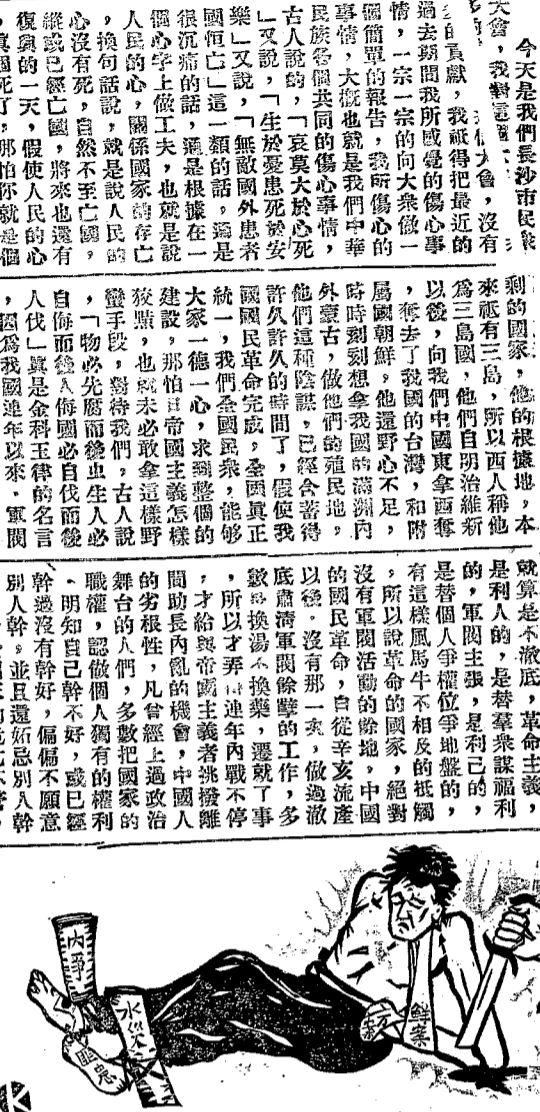 今天是我們長沙市民衆
大會，我對這個大
大會，沒有
的貢獻，我祇得把最近的
過去期間我所感覺的傷心事
情，一宗一宗的向大衆做一
個簡單的報告，我所傷心的
事情，大概也就是我們中華
民族各個共同的傷心事情，
古人說的，「哀莫大於心死
」又說，「生於憂患死於安
樂」又說，「無敵國外患者
國恒亡」這一類的話，還是
很沉痛的話，還是根據在一
個心字上做工夫，也就是說
人民的心，關係國家的存亡
，換句話說，就是說人民的
心沒有死，自然不至亡國，
縱或已經亡國，將來也還有
復興的一天，假使人民的心
真個死了，那怕你就是個
剩的國家，他的根據地，本
來祇有三島，所以西人稱他
爲三島國，他們自明治維新
以後，向我們中國東拿西奪
，奪去了我國的台灣，和附
屬國朝鮮，他還野心不足，
時時刻刻想拿我國的滿洲內
外蒙古，做他們的殖民地，
他們這種陰謀，已經含蓄得
許久許久的時間了，假使我
國國民革命完成，全國真正
統一，我們全國民衆，能够
大家一德一心，求到整個的
建設，那怕日帝國主義怎樣
狡黠，也就未必敢拿這樣野
蠻手段，對待我們，古人說
，「物必先腐而後虫生人必
自侮而後人侮國必自伐而後
人伐」真是金科玉律的名言
，因爲我國連年以來，軍閥
就算是不澈底，革命主義，
是利人的，是替羣衆謀福利
的，軍閥主張，是利己的，
是替個人爭權位爭地盤的，
有這樣風馬牛不相及的抵觸
，所以說革命的國家，絕對
沒有軍閥活動的餘地，中國
的國民革命，自從辛亥流產
以後，沒有那一次，做過澈
底肅清軍閥餘孽的工作，多
數是換湯不換藥，遷就了事
，所以才弄得連年內戰不停
，才給與帝國主義者挑撥離
間助長內亂的機會，中國人
的劣根性，凡曾經上過政治
舞台的人們，多數把國家的
職權，認做個人獨有的權利
，明知自己幹不好，或已經
幹過沒有幹好，偏偏不願意
別人幹，並且還妬忌別人幹
內爭
水災
鮮案